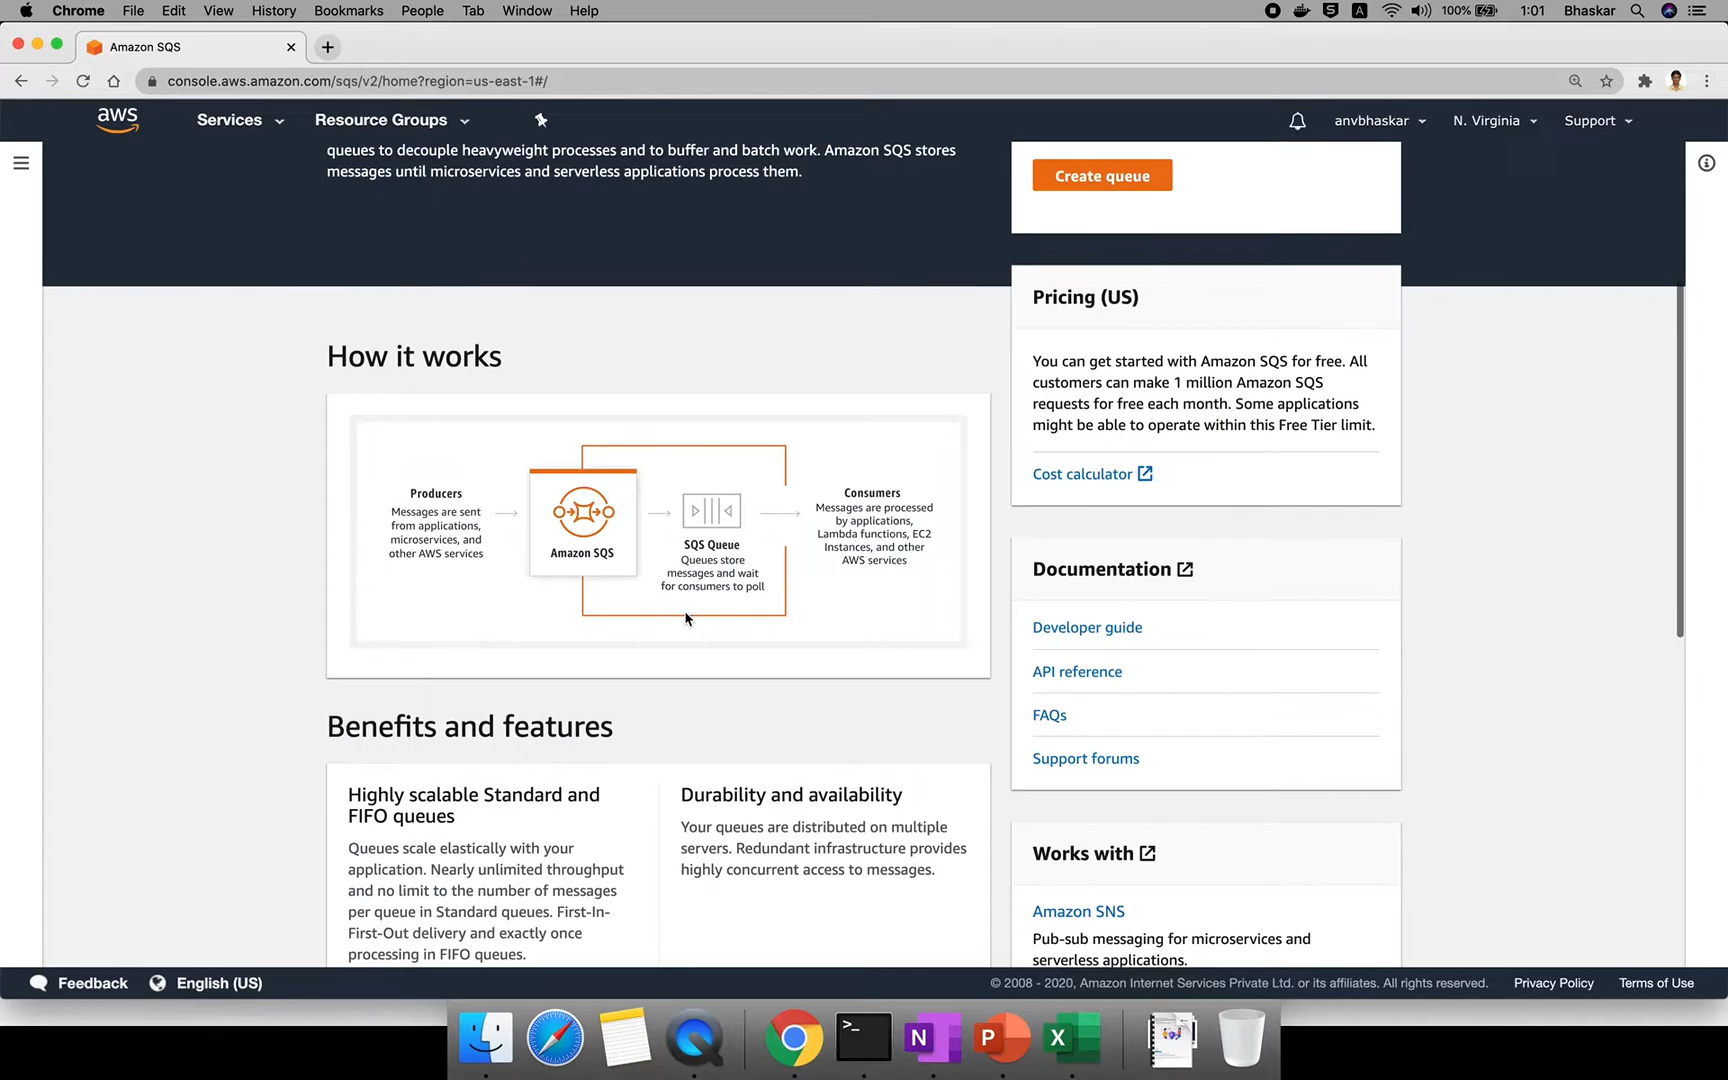 Chrome File Edit View History Bookmarks People Tab Window Help
S A 100% 1:01 Bhaskar
Amazon SQS
console.aws.amazon.com/sqs/v2/home?region=us-east-1#/
aws Services Resource Groups anvbhaskar N. Virginia Support
queues to decouple heavyweight processes and to buffer and batch work. Amazon SQS stores
messages until microservices and serverless applications process them.
Create queue
Pricing (US)
You can get started with Amazon SQS for free. All
customers can make 1 million Amazon SQS
requests for free each month. Some applications
might be able to operate within this Free Tier limit.
Cost calculator
How it works
Producers
Messages are sent
from applications,
microservices, and
other AWS services
Amazon SQS
SQS Queue
Queues store
messages and wait
for consumers to poll
Consumers
Messages are processed
by applications,
Lambda functions, EC2
Instances, and other
AWS services
Documentation
Developer guide
API reference
FAQs
Support forums
Benefits and features
Highly scalable Standard and
FIFO queues
Queues scale elastically with your
application. Nearly unlimited throughput
and no limit to the number of messages
per queue in Standard queues. First-In-
First-Out delivery and exactly once
processing in FIFO queues.
Durability and availability
Your queues are distributed on multiple
servers. Redundant infrastructure provides
highly concurrent access to messages.
Works with
Amazon SNS
Pub-sub messaging for microservices and
serverless applications.
Feedback English (US) © 2008 - 2020, Amazon Internet Services Private Ltd. or its affiliates. All rights reserved. Privacy Policy Terms of Use
>_ N P X